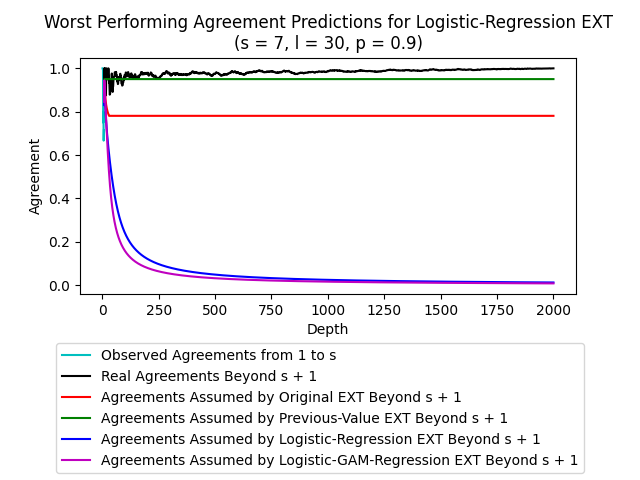 Worst Performing Agreement Predictions for Logistic-Regression EXT
(s = 7, l = 30, p = 0.9)
1.0
0.8
0.6
0.4
0.2
0.0
Agreement
0 250 500 750 1000 1250 1500 1750 2000
Depth
Observed Agreements from 1 to s
Real Agreements Beyond s + 1
Agreements Assumed by Original EXT Beyond s + 1
Agreements Assumed by Previous-Value EXT Beyond s + 1
Agreements Assumed by Logistic-Regression EXT Beyond s + 1
Agreements Assumed by Logistic-GAM-Regression EXT Beyond s + 1